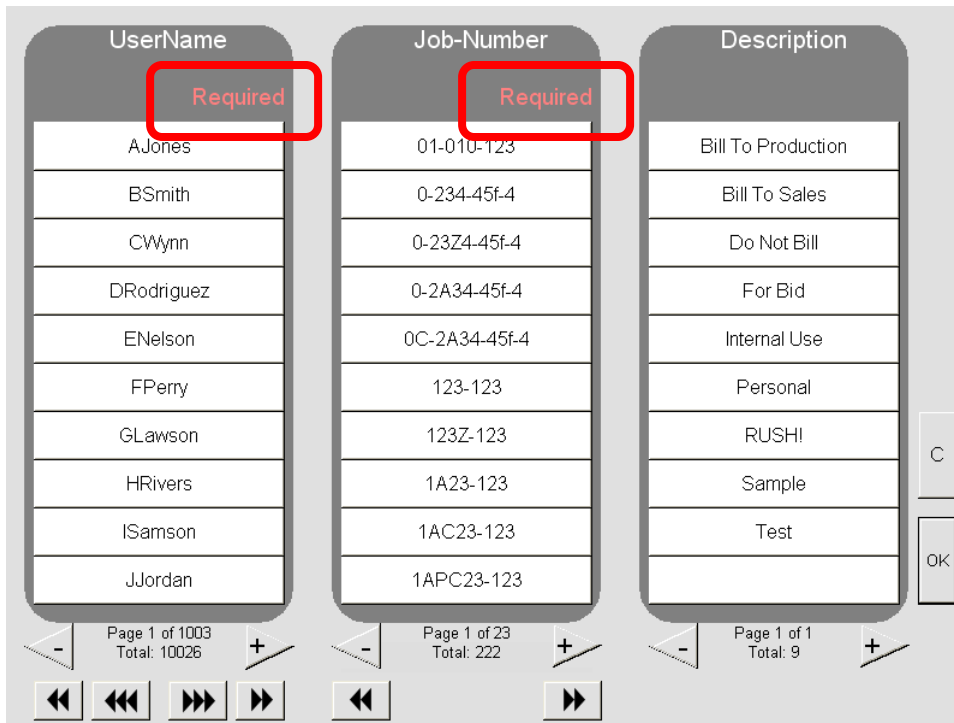 UserName
Required
AJones
BSmith
CWynn
DRodriguez
ENelson
FPerry
GLawson
HRivers
ISamson
JJordan
-
Page 1 of 1003
Total: 10026
+
Job-Number
Required
01-010-123
0-234-45f-4
0-23Z4-45f-4
0-2A34-45f-4
0C-2A34-45f-4
123-123
123Z-123
1A23-123
1AC23-123
1APC23-123
-
Page 1 of 23
Total: 222
+
Description
Bill To Production
Bill To Sales
Do Not Bill
For Bid
Internal Use
Personal
RUSH!
Sample
Test
-
Page 1 of 1
Total: 9
+
C
OK